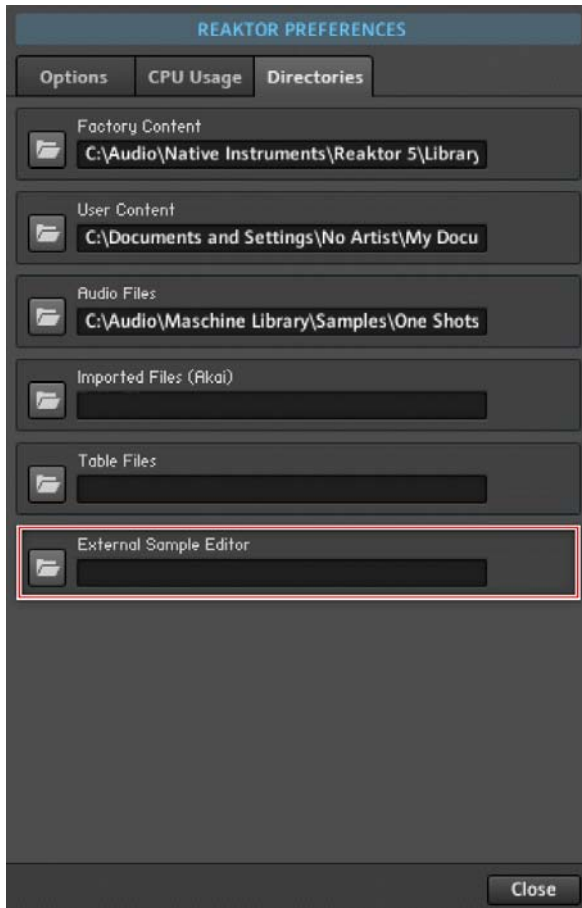 REAKTOR PREFERENCES
Options CPU Usage Directories
Factory Content
C:\Audio\Native Instruments\Reaktor 5\Library
User Content
C:\Documents and Settings\No Artist\My Docu
Audio Files
C:\Audio\Maschine Library\Samples\One Shots
Imported Files (Akai)
Table Files
External Sample Editor
Close